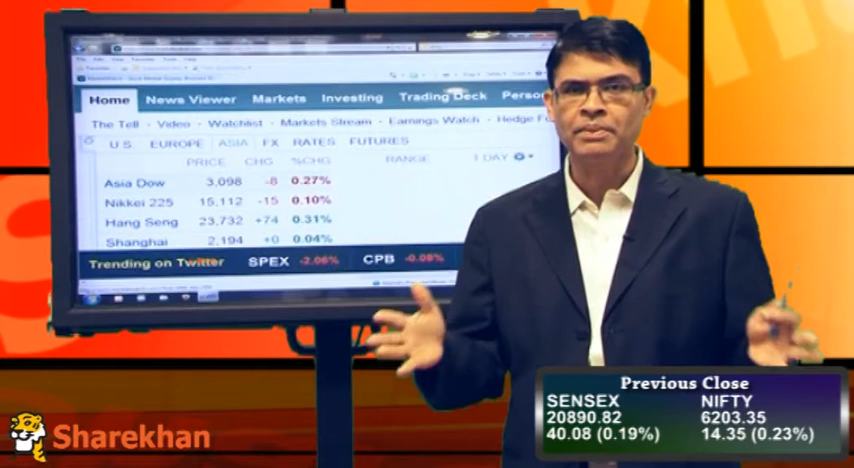 Home News Viewer Markets Investing Trading Deck Person
The Tell · Video · Watchlist · Markets Stream · Earnings Watch · Hedge Fu
U.S. EUROPE ASIA FX RATES FUTURES
PRICE CHG %CHG RANGE 1 DAY
Asia Dow 3,098 -8 0.27%
Nikkei 225 15,112 -15 0.10%
Hang Seng 23,732 +74 0.31%
Shanghai 2,194 +0 0.04%
Trending on Twitter SPEX -2.06% CPB -0.08%
Previous Close
SENSEX NIFTY
20890.82 6203.35
40.08 (0.19%) 14.35 (0.23%)
Sharekhan